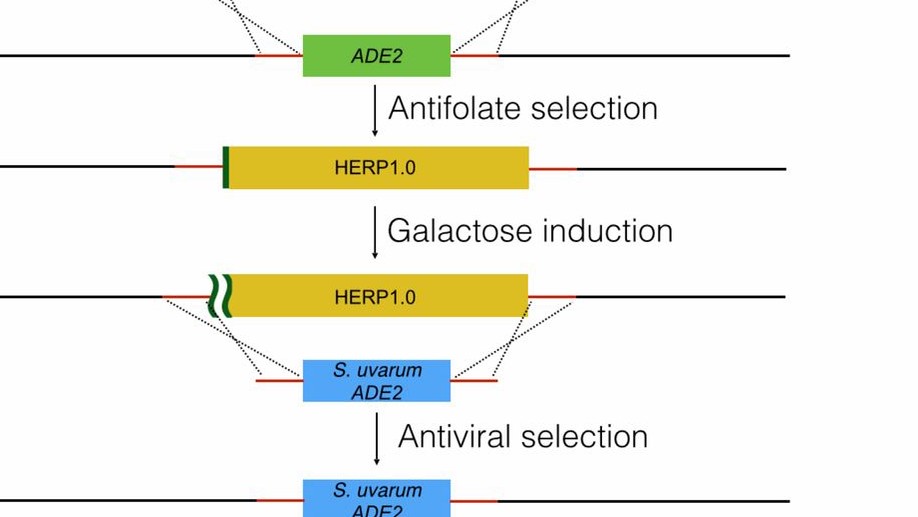 ADE2
Antifolate selection
HERP1.0
Galactose induction
HERP1.0
S. uvarum
ADE2
Antiviral selection
S. uvarum
ADE2